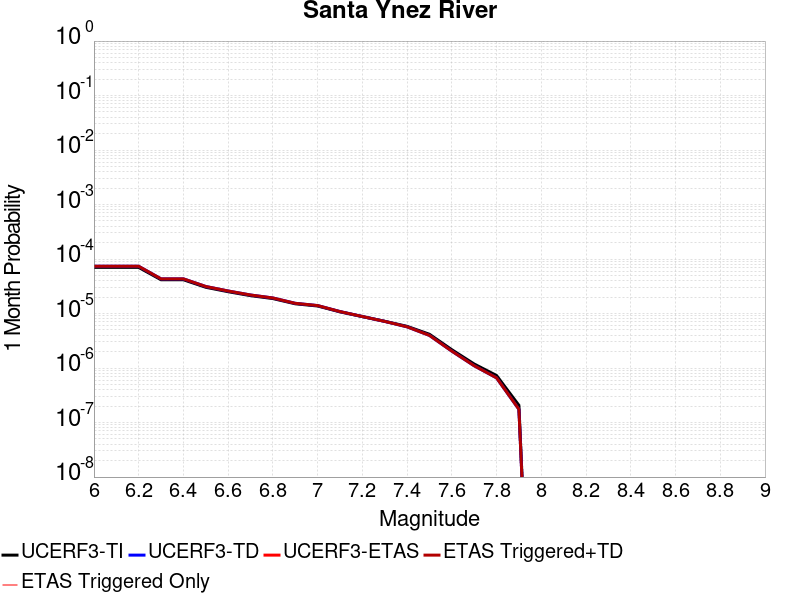 Santa Ynez River
10^0
10^-1
10^-2
10^-3
10^-4
10^-5
10^-6
10^-7
10^-8
1 Month Probability
6 6.2 6.4 6.6 6.8 7 7.2 7.4 7.6 7.8 8 8.2 8.4 8.6 8.8 9
Magnitude
UCERF3-TI UCERF3-TD UCERF3-ETAS ETAS Triggered+TD
ETAS Triggered Only